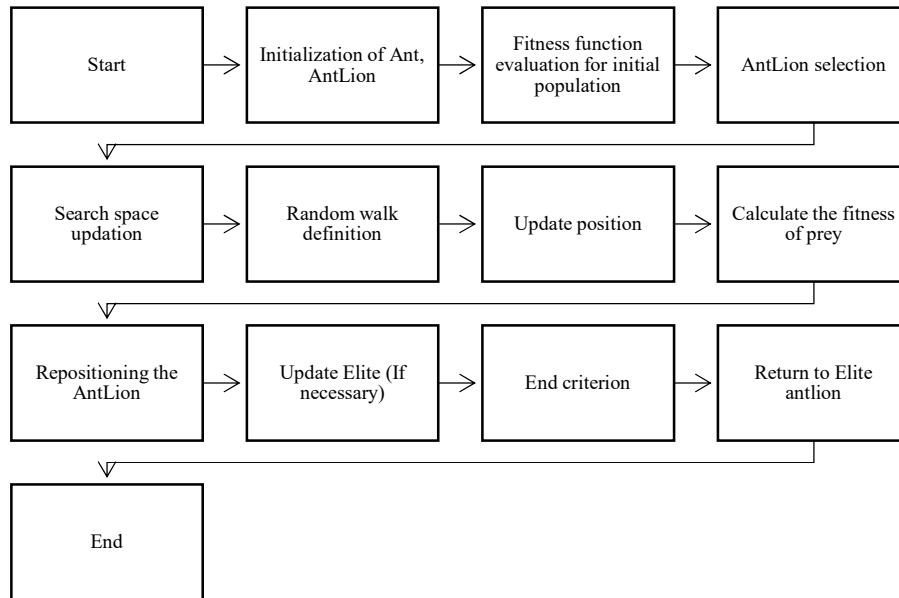 Start
Initialization of Ant,
AntLion
Fitness function
evaluation for initial
population
AntLion selection
Search space
updation
Random walk
definition
Update position
Calculate the fitness
of prey
Repositioning the
AntLion
Update Elite (If
necessary)
End criterion
Return to Elite
antlion
End